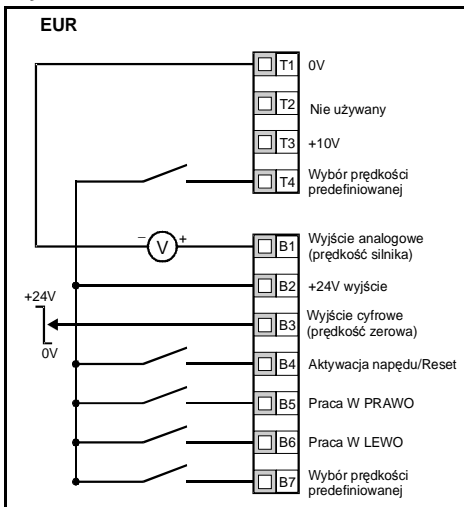 EUR
T1 0V
T2 Nie używany
T3 +10V
T4 Wybór prędkości
predefiniowanej
− V +
B1 Wyjście analogowe
(prędkość silnika)
B2 +24V wyjście
+24V
0V
B3 Wyjście cyfrowe
(prędkość zerowa)
B4 Aktywacja napędu/Reset
B5 Praca W PRAWO
B6 Praca W LEWO
B7 Wybór prędkości
predefiniowanej